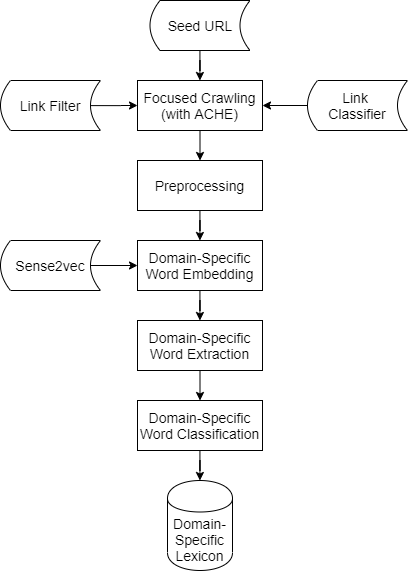 Seed URL
Link Filter
Focused Crawling
(with ACHE)
Link
Classifier
Preprocessing
Sense2vec
Domain-Specific
Word Embedding
Domain-Specific
Word Extraction
Domain-Specific
Word Classification
Domain-
Specific
Lexicon